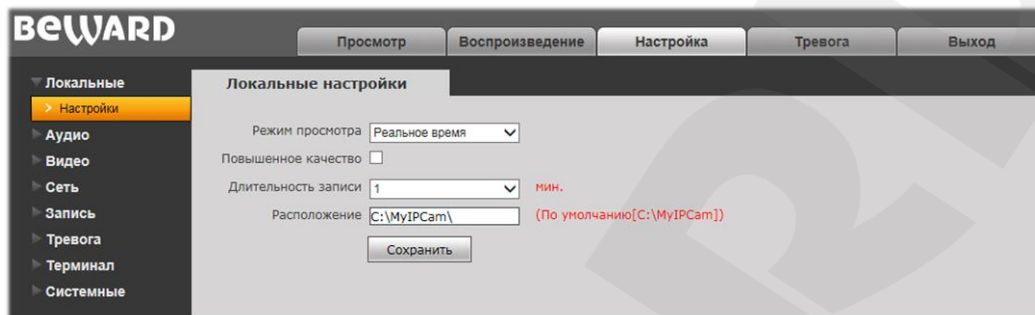 BEWARD
Просмотр Воспроизведение Настройка Тревога Выход
Локальные
> Настройки
Аудио
Видео
Сеть
Запись
Тревога
Терминал
Системные
Локальные настройки
Режим просмотра Реальное время
Повышенное качество
Длительность записи 1 мин.
Расположение C:\MyIPCam\ (По умолчанию[C:\MyIPCam])
Сохранить